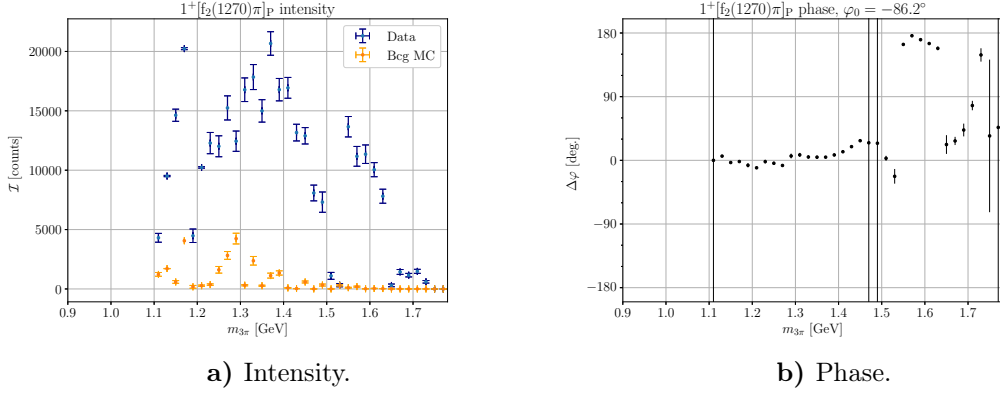 1⁺[f₂(1270)π]_P intensity
Data
Bcg MC
20000
15000
10000
5000
0
ℐ [counts]
0.9 1.0 1.1 1.2 1.3 1.4 1.5 1.6 1.7
m₃π [GeV]
a) Intensity.
1⁺[f₂(1270)π]_P phase, φ₀ = −86.2°
180
90
0
−90
−180
Δφ [deg.]
0.9 1.0 1.1 1.2 1.3 1.4 1.5 1.6 1.7
m₃π [GeV]
b) Phase.